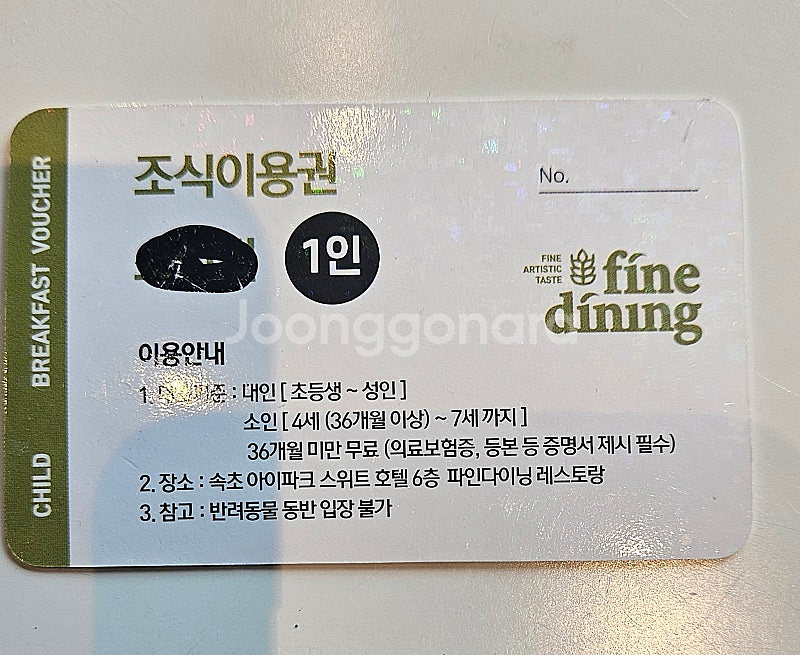 조식이용권
No.
1인
FINE
ARTISTIC
TASTE
fine
dining
Joonggonara
이용안내
1. : 대인 [ 초등생 ~ 성인 ]
소인 [ 4세 (36개월 이상) ~ 7세 까지 ]
36개월 미만 무료 (의료보험증, 등본 등 증명서 제시 필수)
2. 장소 : 속초 아이파크 스위트 호텔 6층 파인다이닝 레스토랑
3. 참고 : 반려동물 동반 입장 불가
CHILD BREAKFAST VOUCHER